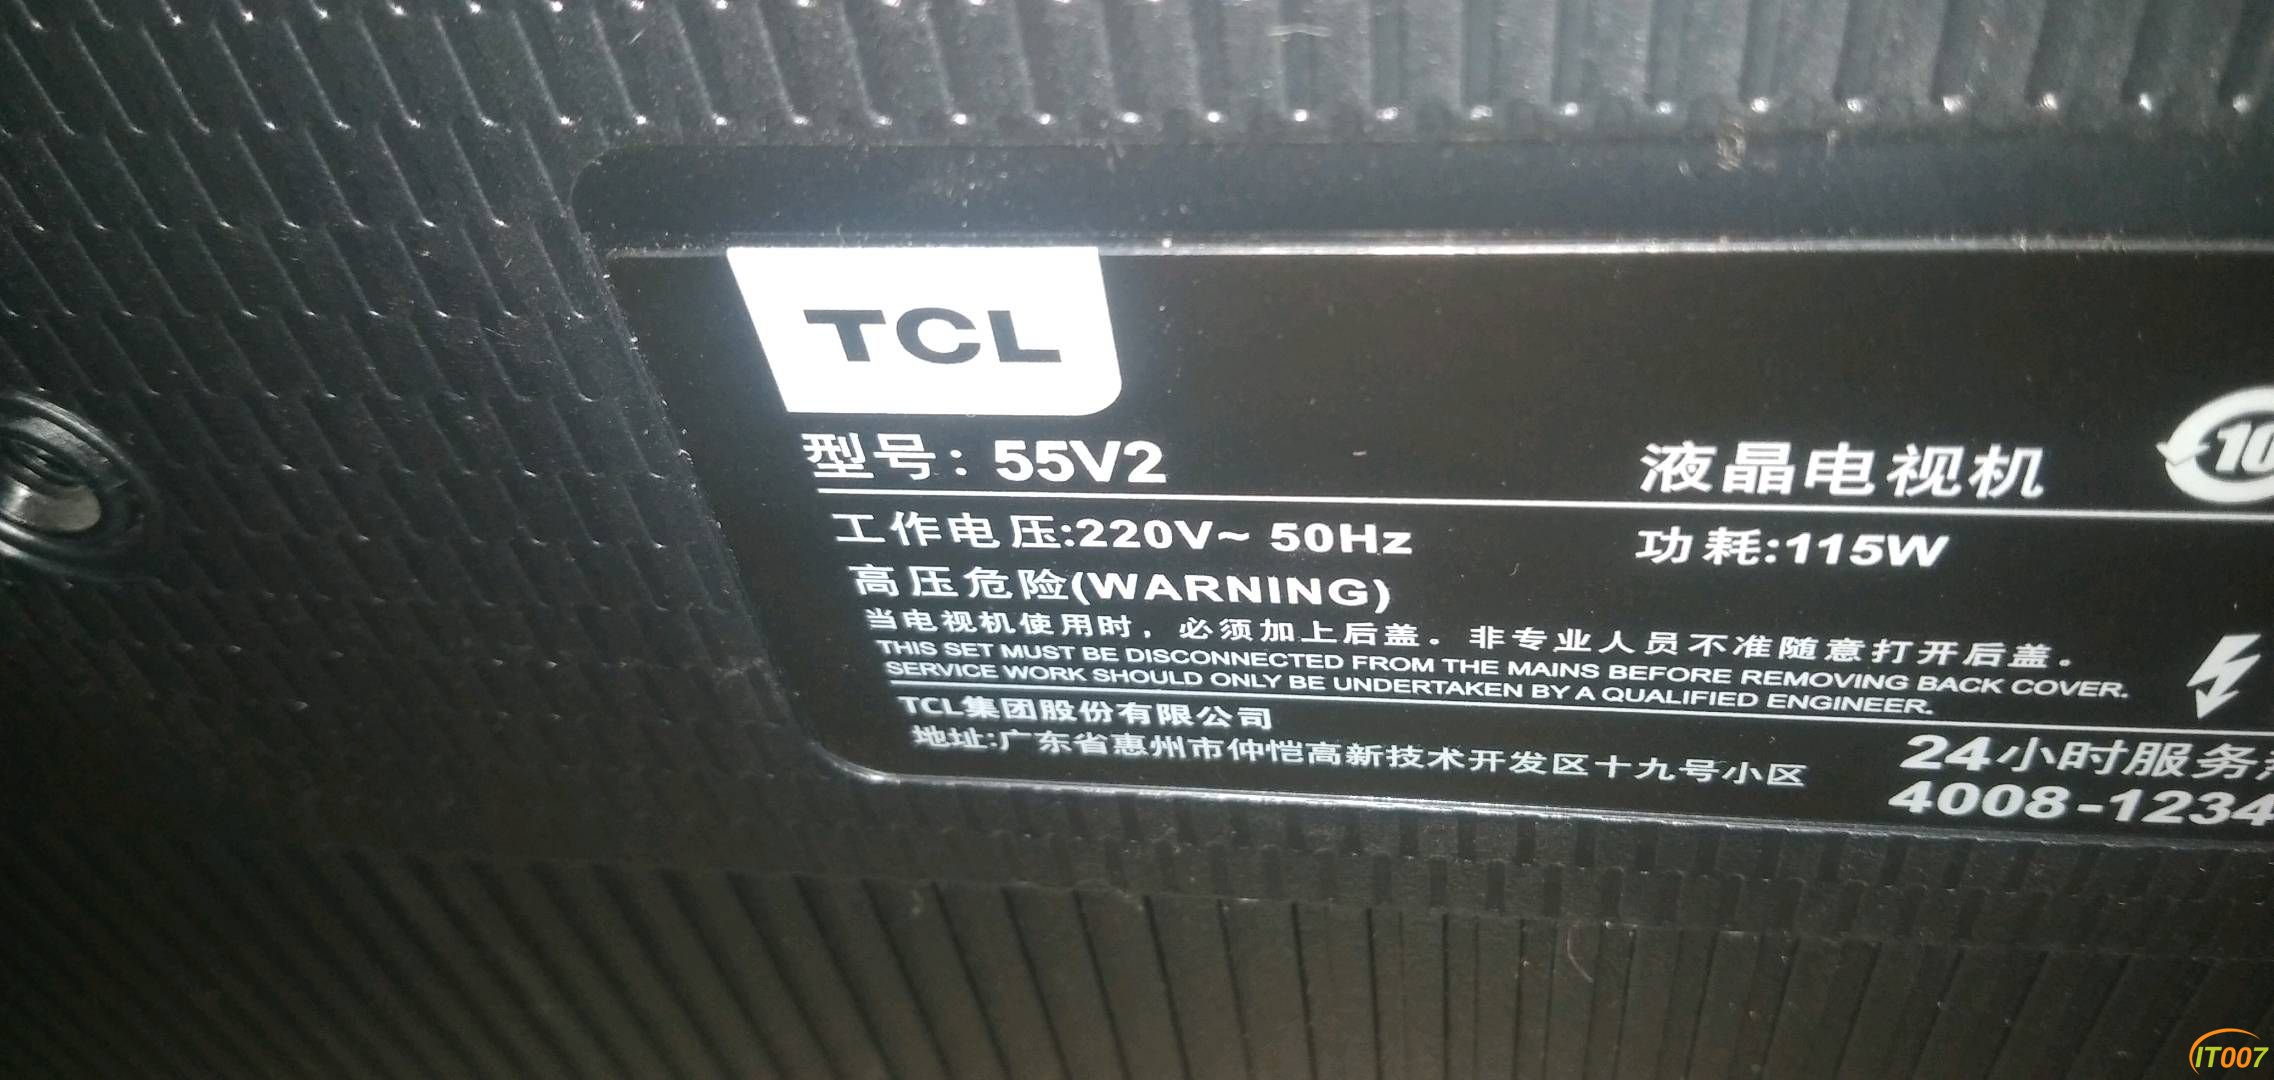 TCL
型号：55V2
液晶电视机
10
工作电压:220V~ 50Hz
功耗:115W
高压危险(WARNING)
当电视机使用时，必须加上后盖。非专业人员不准随意打开后盖。
THIS SET MUST BE DISCONNECTED FROM THE MAINS BEFORE REMOVING BACK COVER.
SERVICE WORK SHOULD ONLY BE UNDERTAKEN BY A QUALIFIED ENGINEER.
TCL集团股份有限公司
地址:广东省惠州市仲恺高新技术开发区十九号小区
24小时服务
4008-1234
IT007